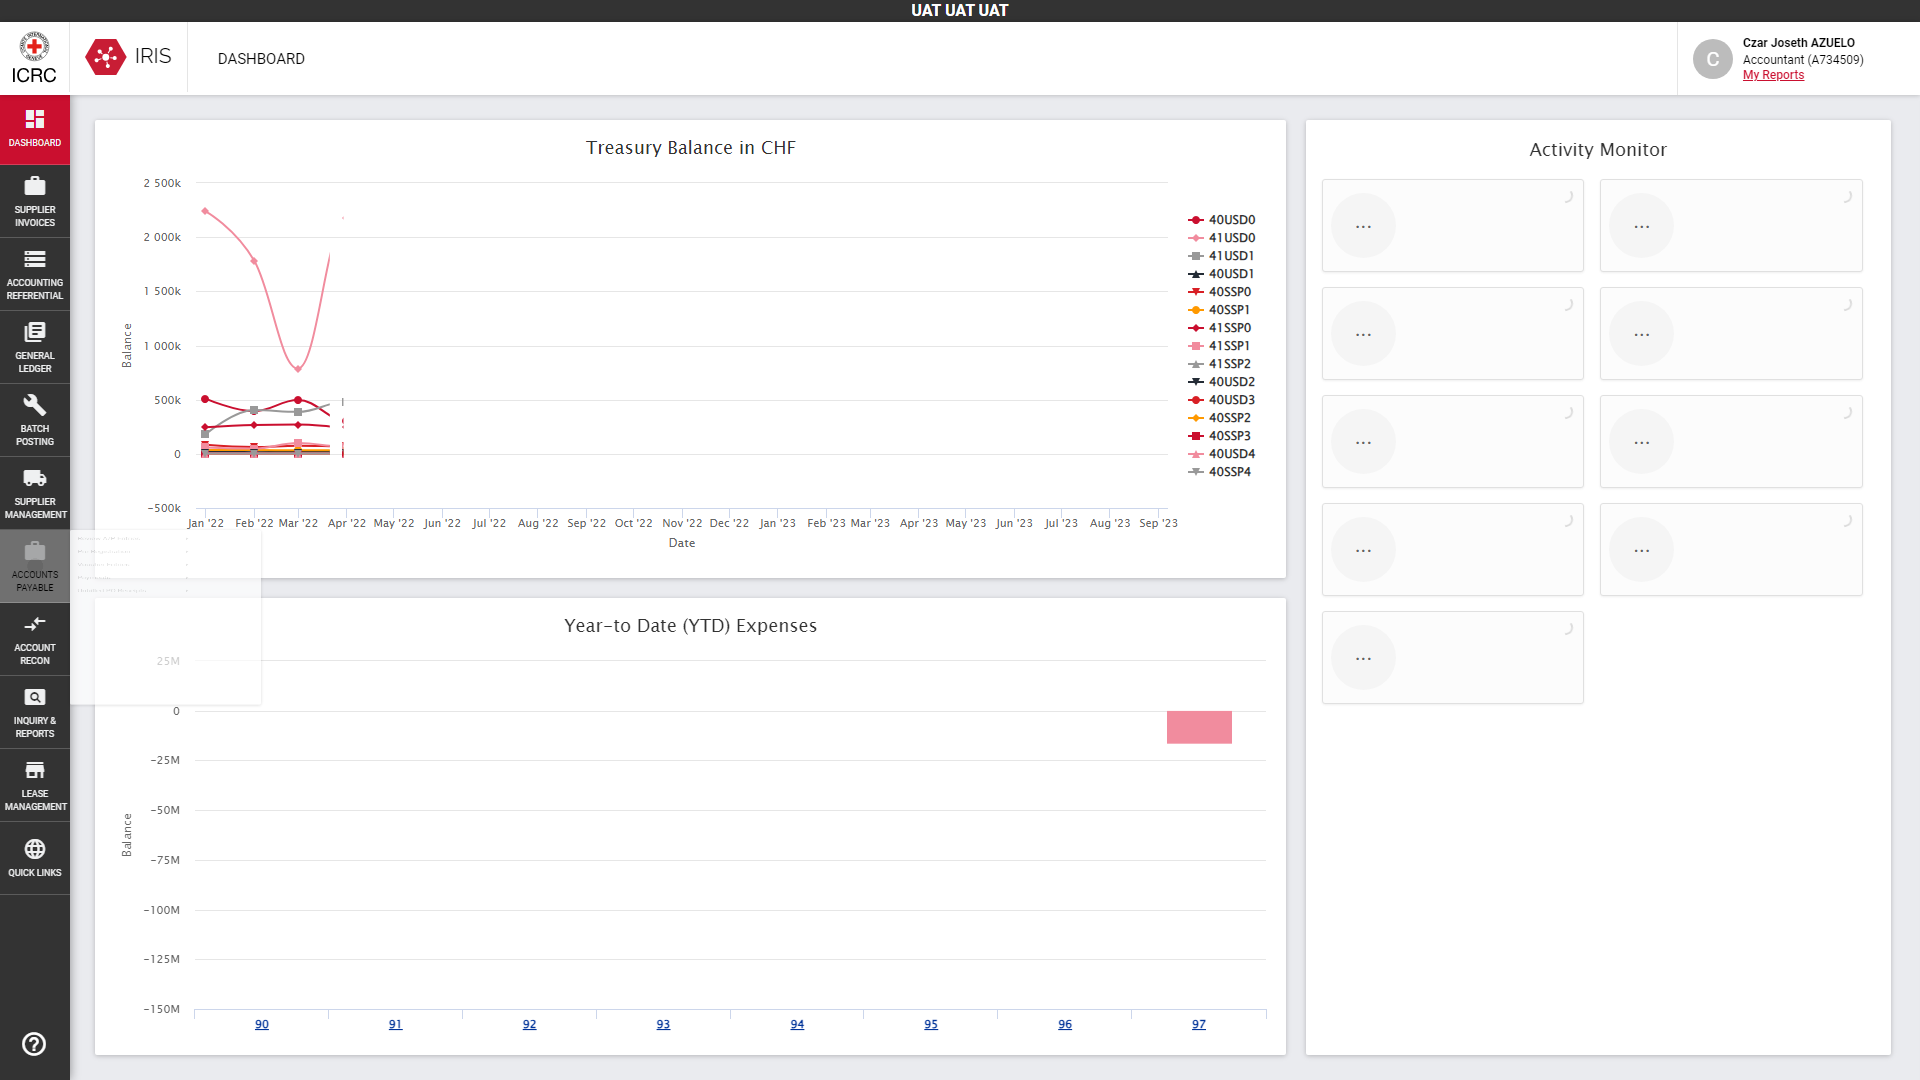 UAT UAT UAT
ICRC
IRIS
DASHBOARD
Czar Joseth AZUELO
Accountant (A734509)
My Reports
DASHBOARD
SUPPLIER
INVOICES
ACCOUNTING
REFERENTIAL
GENERAL
LEDGER
BATCH
POSTING
SUPPLIER
MANAGEMENT
ACCOUNTS
PAYABLE
ACCOUNT
RECON
INQUIRY &
REPORTS
LEASE
MANAGEMENT
QUICK LINKS
Treasury Balance in CHF
Balance
2 500k
2 000k
1 500k
1 000k
500k
0
−500k
Jan '22 Feb '22 Mar '22 Apr '22 May '22 Jun '22 Jul '22 Aug '22 Sep '22 Oct '22 Nov '22 Dec '22 Jan '23 Feb '23 Mar '23 Apr '23 May '23 Jun '23 Jul '23 Aug '23 Sep '23
Date
40USD0
41USD0
41USD1
40USD1
40SSP0
40SSP1
41SSP0
41SSP1
41SSP2
40USD2
40USD3
40SSP2
40SSP3
40USD4
40SSP4
Year-to Date (YTD) Expenses
Balance
25M
0
−25M
−50M
−75M
−100M
−125M
−150M
90 91 92 93 94 95 96 97
Activity Monitor
... ...
... ...
... ...
... ...
...